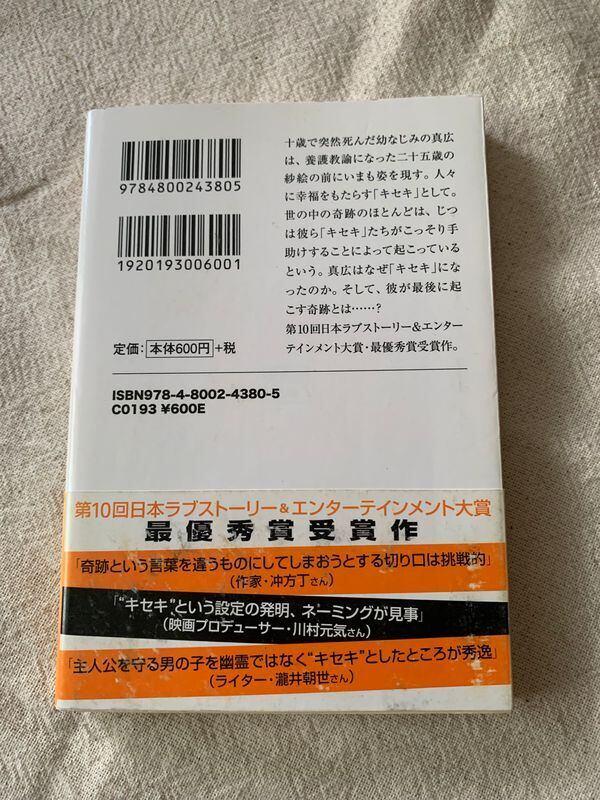 9784800243805
1920193006001
定価：本体600円+税
十歳で突然死んだ幼なじみの真広
は、養護教諭になった二十五歳の
紗絵の前にいまも姿を現す。人々
に幸福をもたらす「キセキ」として。
世の中の奇跡のほとんどは、じつ
は彼ら「キセキ」たちがこっそり手
助けすることによって起こっている
という。真広はなぜ「キセキ」にな
ったのか。そして、彼が最後に起
こす奇跡とは……?
第10回日本ラブストーリー&エンター
テインメント大賞・最優秀賞受賞作。
ISBN978-4-8002-4380-5
C0193 ¥600E
第10回日本ラブストーリー&エンターテインメント大賞
最優秀賞受賞作
「奇跡という言葉を違うものにしてしまおうとする切り口は挑戦的」
(作家・冲方丁さん)
「“キセキ”という設定の発明、ネーミングが見事」
(映画プロデューサー・川村元気さん)
「主人公を守る男の子を幽霊ではなく“キセキ”としたところが秀逸」
(ライター・瀧井朝世さん)